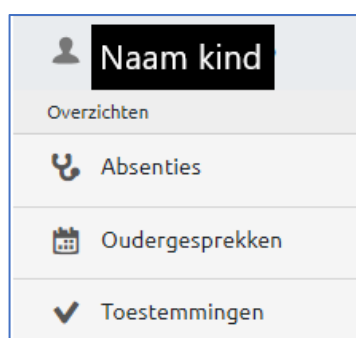 Naam kind
Overzichten
Absenties
Oudergesprekken
Toestemmingen